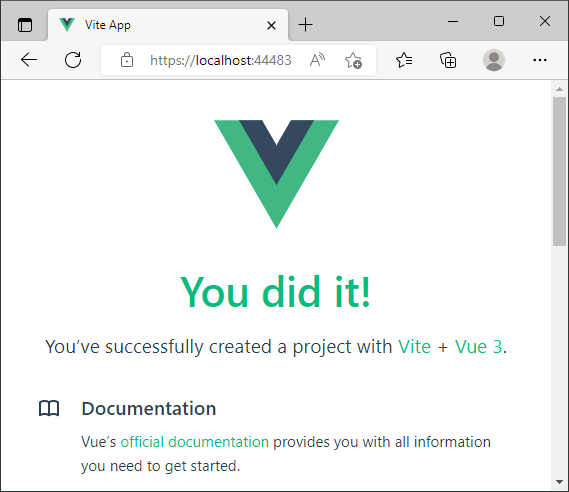 Vite App
https://localhost:44483
You did it!
You’ve successfully created a project with Vite + Vue 3.
Documentation
Vue’s official documentation provides you with all information
you need to get started.